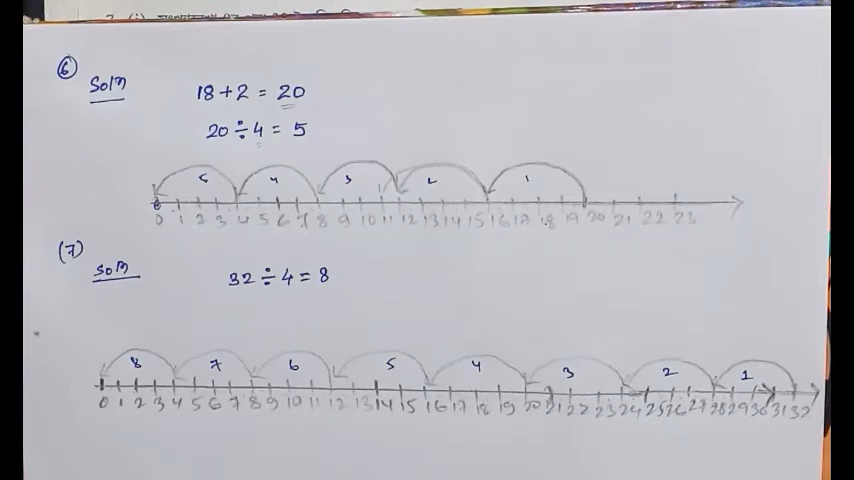 ⑥
Soln
18 + 2 = 20
20 ÷ 4 = 5
5 4 3 2 1
0 1 2 3 4 5 6 7 8 9 10 11 12 13 14 15 16 17 18 19 20 21 22 23
(7)
Soln
32 ÷ 4 = 8
8 7 6 5 4 3 2 1
0 1 2 3 4 5 6 7 8 9 10 11 12 13 14 15 16 17 18 19 20 21 22 23 24 25 26 27 28 29 30 31 32